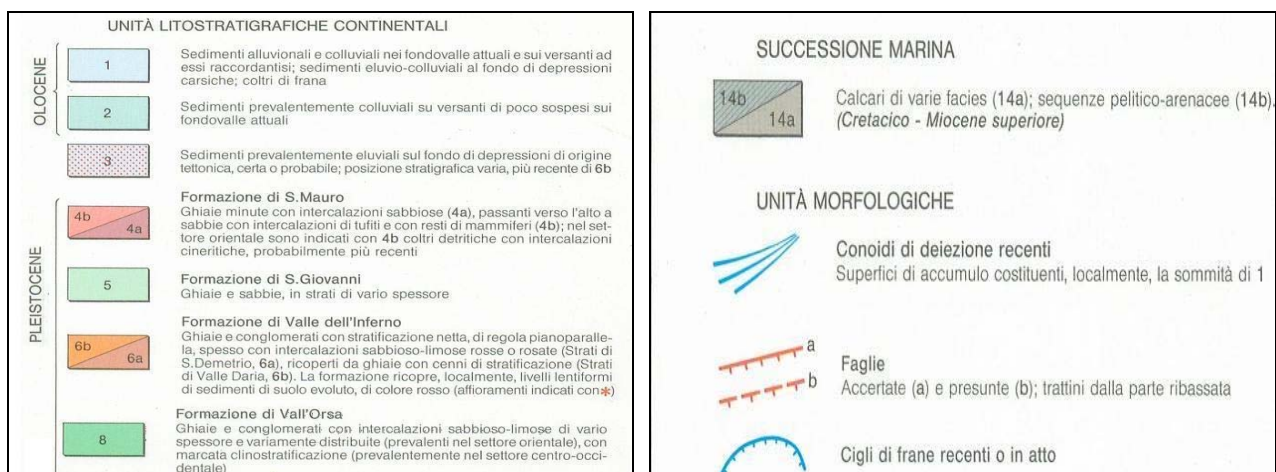 UNITÀ LITOSTRATIGRAFICHE CONTINENTALI
OLOCENE
1
Sedimenti alluvionali e colluviali nei fondovalle attuali e sui versanti ad
essi raccordantisi; sedimenti eluvio-colluviali al fondo di depressioni
carsiche; coltri di frana
2
Sedimenti prevalentemente colluviali su versanti di poco sospesi sui
fondovalle attuali
3
Sedimenti prevalentemente eluviali sul fondo di depressioni di origine
tettonica, certa o probabile; posizione stratigrafica varia, più recente di 6b
PLEISTOCENE
4b
4a
Formazione di S.Mauro
Ghiaie minute con intercalazioni sabbiose (4a), passanti verso l'alto a
sabbie con intercalazioni di tufiti e con resti di mammiferi (4b); nel set-
tore orientale sono indicati con 4b coltri detritiche con intercalazioni
cineritiche, probabilmente più recenti
5
Formazione di S.Giovanni
Ghiaie e sabbie, in strati di vario spessore
6b
6a
Formazione di Valle dell'Inferno
Ghiaie e conglomerati con stratificazione netta, di regola pianoparalle-
la, spesso con intercalazioni sabbioso-limose rosse o rosate (Strati di
S.Demetrio, 6a), ricoperti da ghiaie con cenni di stratificazione (Strati
di Valle Daria, 6b). La formazione ricopre, localmente, livelli lentiformi
di sedimenti di suolo evoluto, di colore rosso (affioramenti indicati con*)
8
Formazione di Vall'Orsa
Ghiaie e conglomerati con intercalazioni sabbioso-limose di vario
spessore e variamente distribuite (prevalenti nel settore orientale), con
marcata clinostratificazione (prevalentemente nel settore centro-occi-
dentale)
SUCCESSIONE MARINA
14b
14a
Calcari di varie facies (14a); sequenze pelitico-arenacee (14b).
(Cretacico - Miocene superiore)
UNITÀ MORFOLOGICHE
Conoidi di deiezione recenti
Superfici di accumulo costituenti, localmente, la sommità di 1
a
b
Faglie
Accertate (a) e presunte (b); trattini dalla parte ribassata
Cigli di frane recenti o in atto